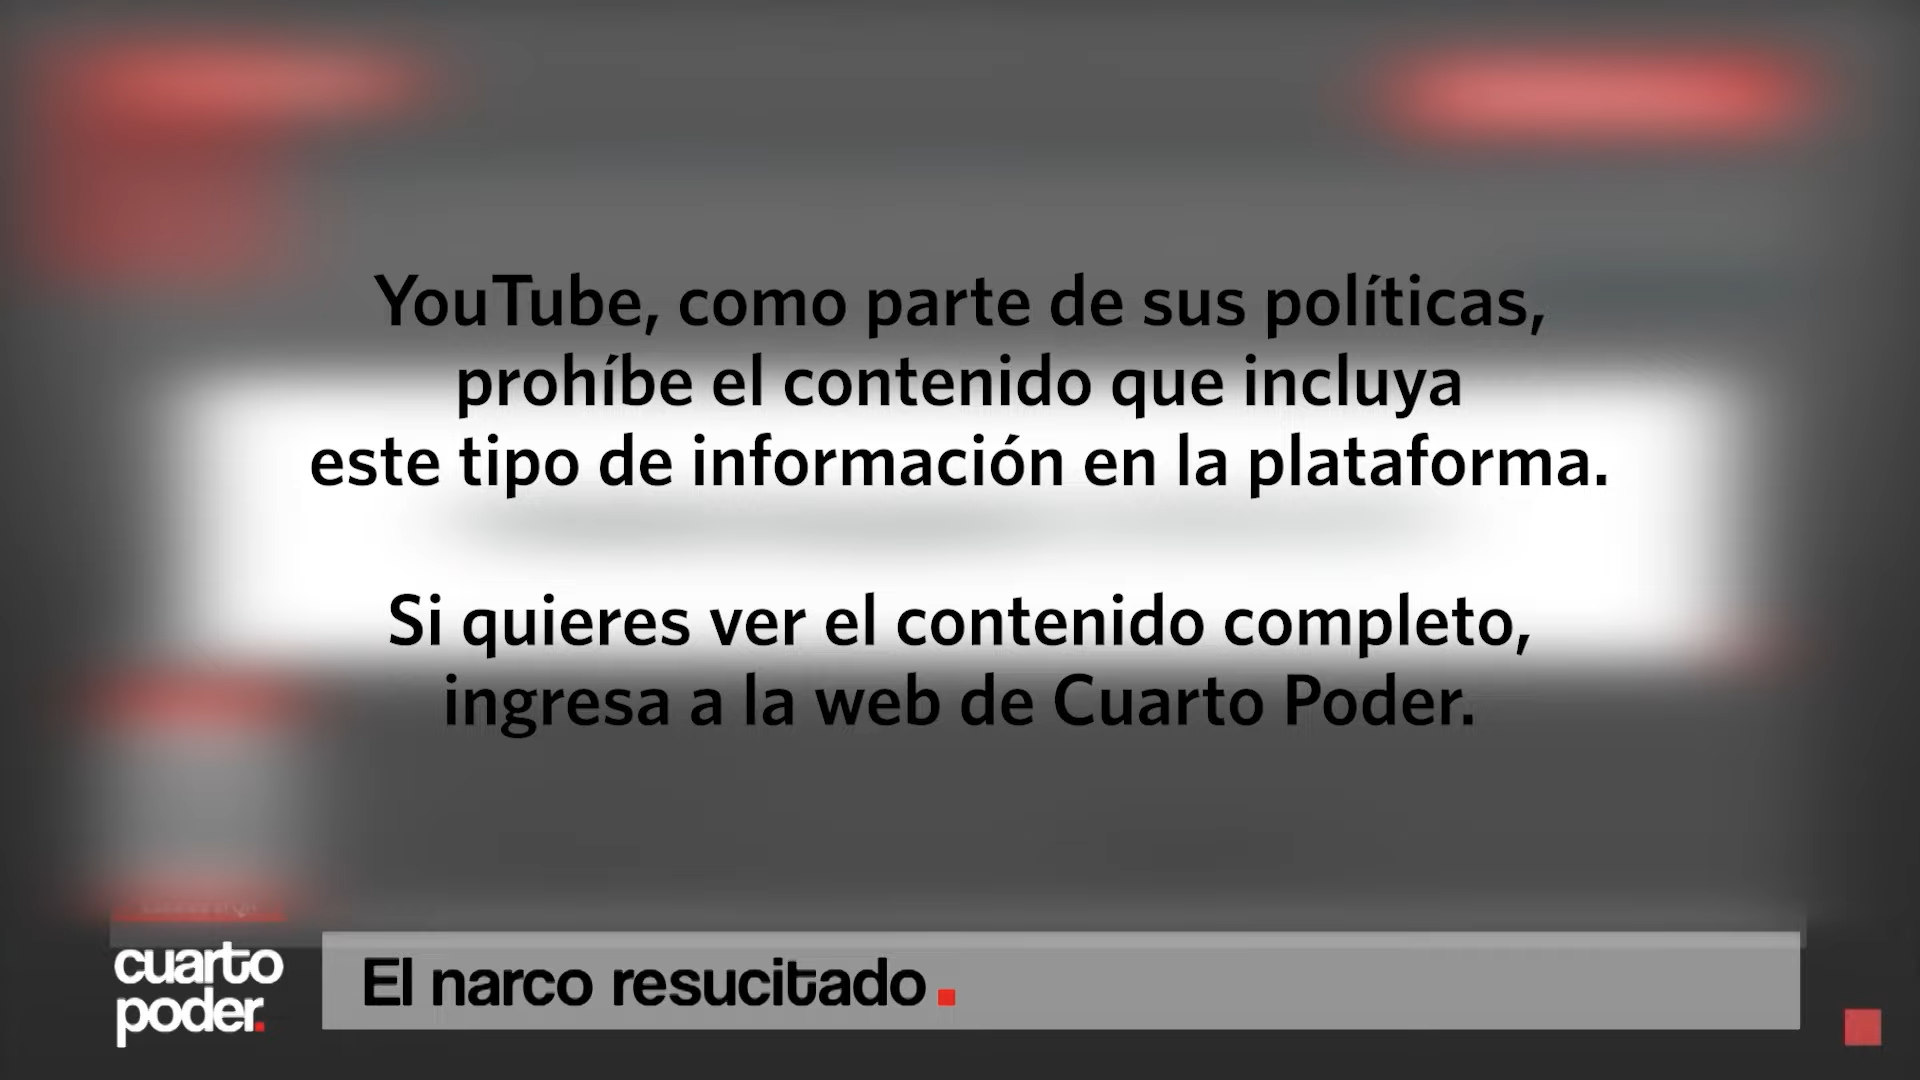 YouTube, como parte de sus políticas,
prohíbe el contenido que incluya
este tipo de información en la plataforma.
Si quieres ver el contenido completo,
ingresa a la web de Cuarto Poder.
cuarto
poder.
El narco resucitado.